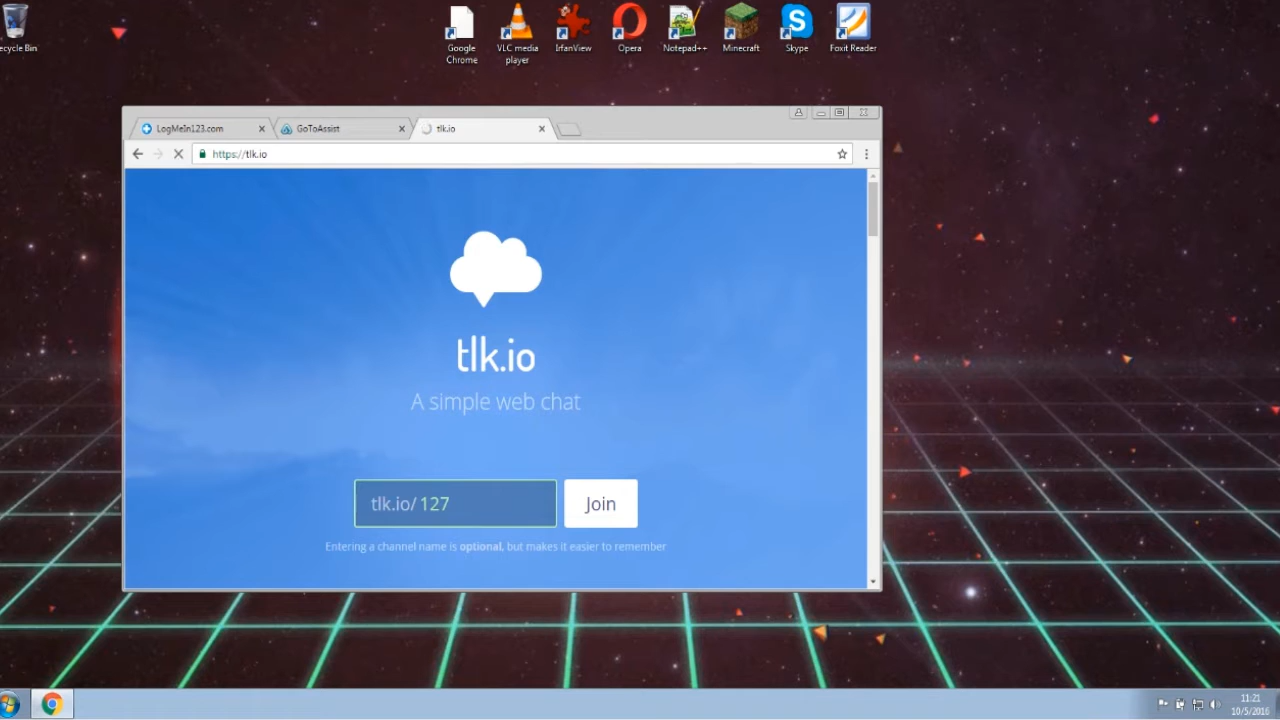 ecycle Bin
Google Chrome
VLC media player
IrfanView
Opera
Notepad++
Minecraft
Skype
Foxit Reader
LogMeIn123.com
GoToAssist
tlk.io
https://tlk.io
tlk.io
A simple web chat
tlk.io/ 127
Join
Entering a channel name is optional, but makes it easier to remember
11:21
10/5/2016